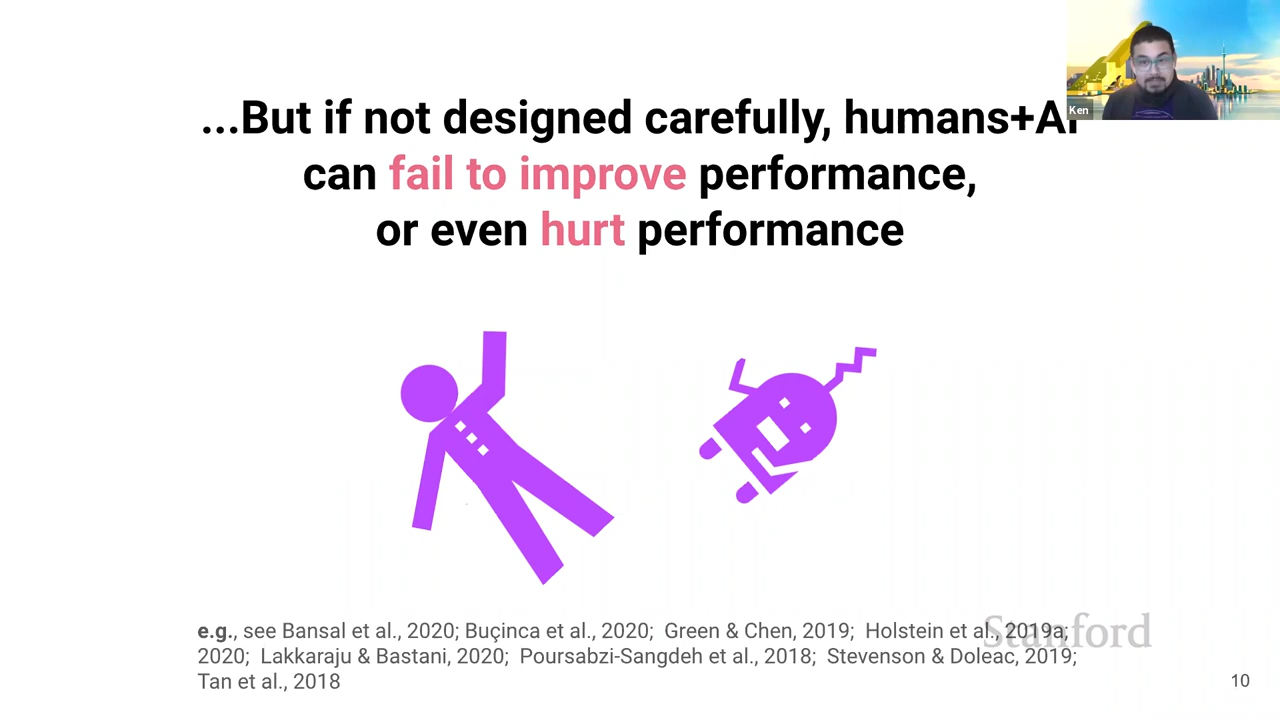 ...But if not designed carefully, humans+AI
can fail to improve performance,
or even hurt performance
Ken
e.g., see Bansal et al., 2020; Buçinca et al., 2020; Green & Chen, 2019; Holstein et al., 2019a;
2020; Lakkaraju & Bastani, 2020; Poursabzi-Sangdeh et al., 2018; Stevenson & Doleac, 2019;
Tan et al., 2018
Stanford
10